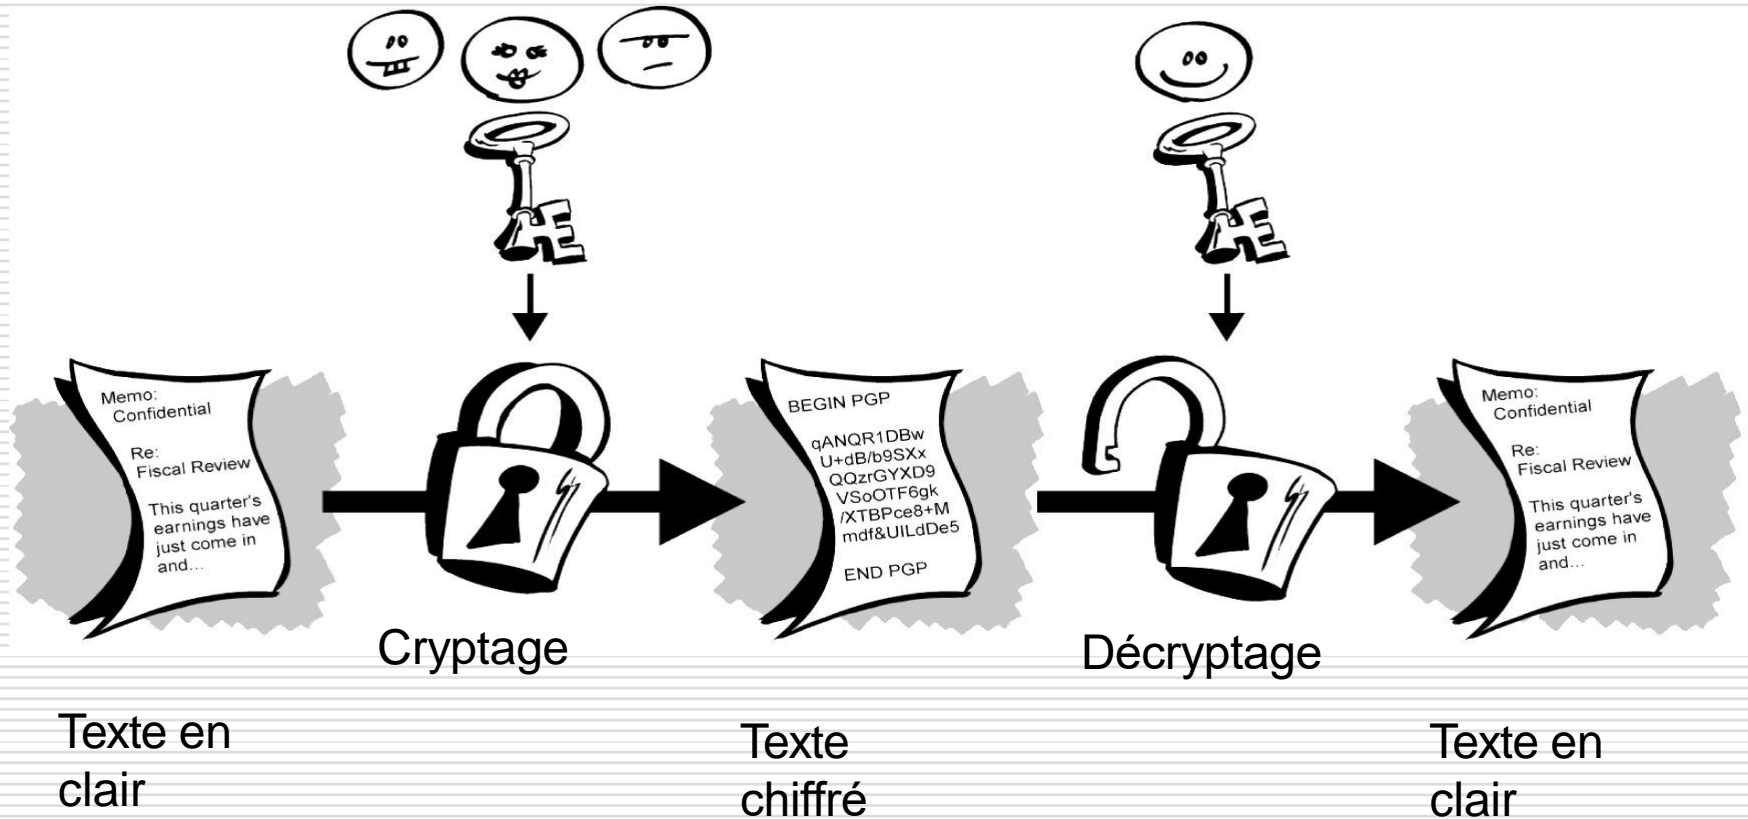 Memo:
Confidential
Re:
Fiscal Review
This quarter's
earnings have
just come in
and...
BEGIN PGP
qANQR1DBw
U+dB/b9SXx
QQzrGYXD9
VSoOTF6gk
/XTBPce8+M
mdf&UILdDe5
END PGP
Memo:
Confidential
Re:
Fiscal Review
This quarter's
earnings have
just come in
and...
Cryptage
Décryptage
Texte en
clair
Texte
chiffré
Texte en
clair